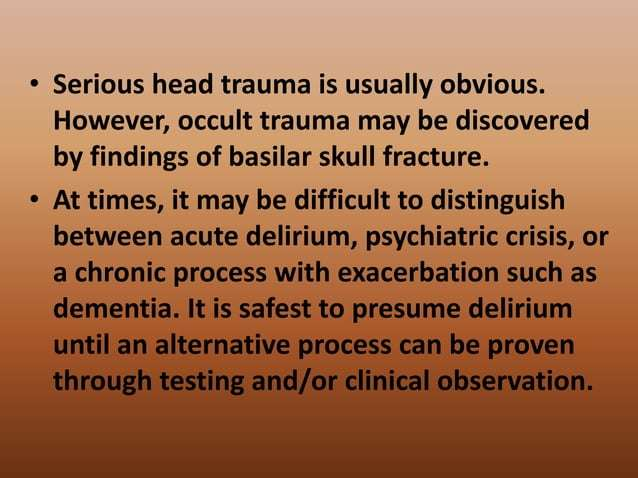 • Serious head trauma is usually obvious.
However, occult trauma may be discovered
by findings of basilar skull fracture.
• At times, it may be difficult to distinguish
between acute delirium, psychiatric crisis, or
a chronic process with exacerbation such as
dementia. It is safest to presume delirium
until an alternative process can be proven
through testing and/or clinical observation.